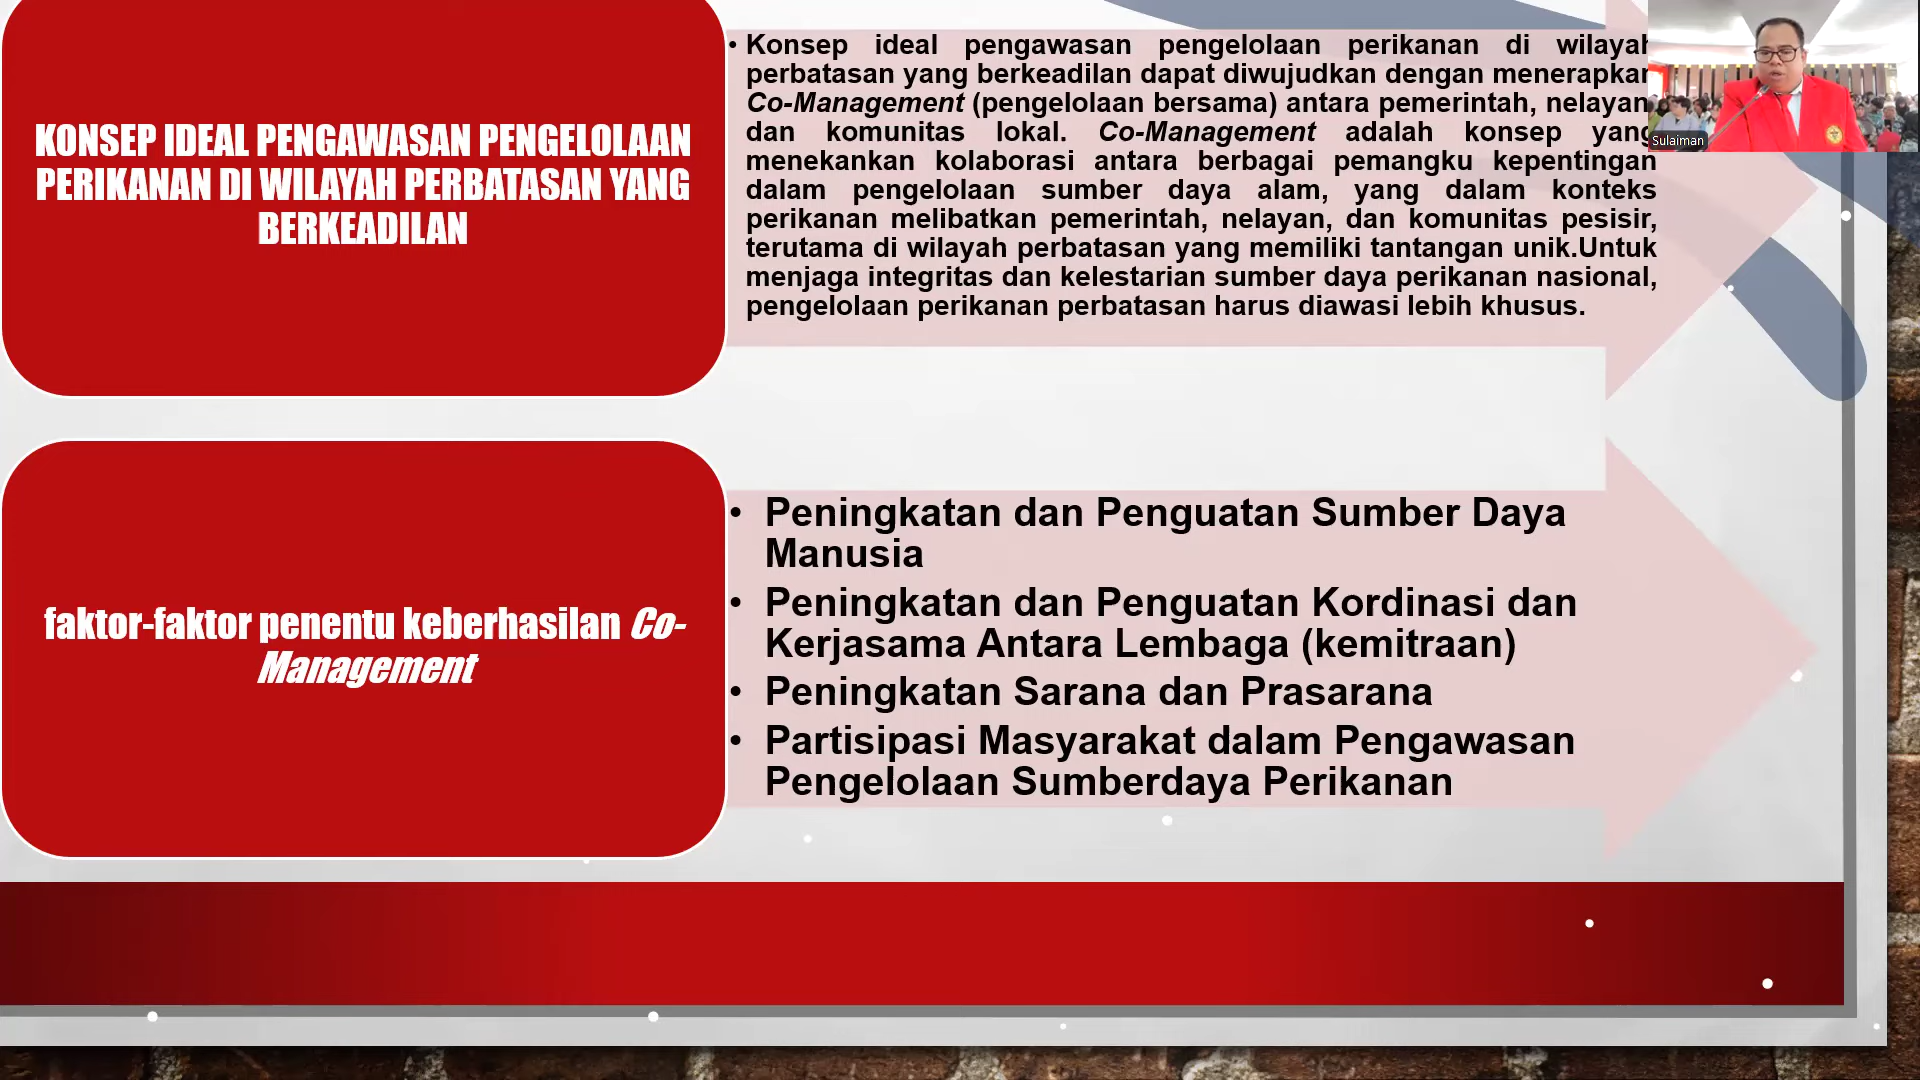 KONSEP IDEAL PENGAWASAN PENGELOLAAN
PERIKANAN DI WILAYAH PERBATASAN YANG
BERKEADILAN
• Konsep ideal pengawasan pengelolaan perikanan di wilayah
perbatasan yang berkeadilan dapat diwujudkan dengan menerapkan
Co-Management (pengelolaan bersama) antara pemerintah, nelayan
dan komunitas lokal. Co-Management adalah konsep yang
menekankan kolaborasi antara berbagai pemangku kepentingan
dalam pengelolaan sumber daya alam, yang dalam konteks
perikanan melibatkan pemerintah, nelayan, dan komunitas pesisir,
terutama di wilayah perbatasan yang memiliki tantangan unik.Untuk
menjaga integritas dan kelestarian sumber daya perikanan nasional,
pengelolaan perikanan perbatasan harus diawasi lebih khusus.
Sulaiman
faktor-faktor penentu keberhasilan Co-
Management
• Peningkatan dan Penguatan Sumber Daya
Manusia
• Peningkatan dan Penguatan Kordinasi dan
Kerjasama Antara Lembaga (kemitraan)
• Peningkatan Sarana dan Prasarana
• Partisipasi Masyarakat dalam Pengawasan
Pengelolaan Sumberdaya Perikanan